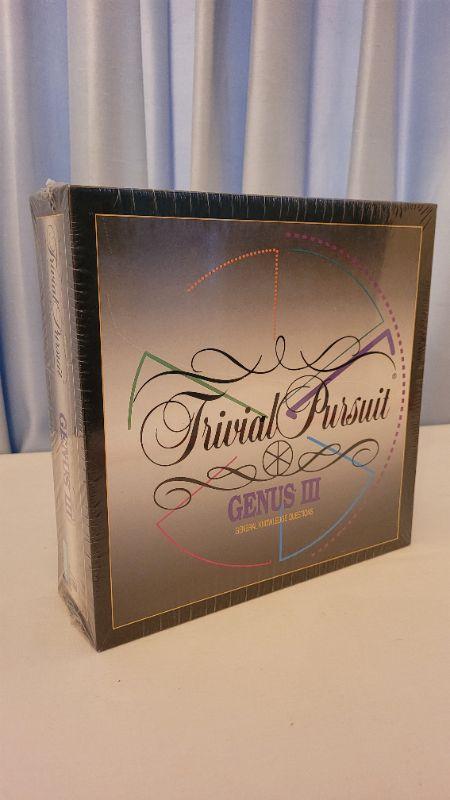 Trivial Pursuit®
GENUS III
GENERAL KNOWLEDGE QUESTIONS
Trivial Pursuit
GENUS III